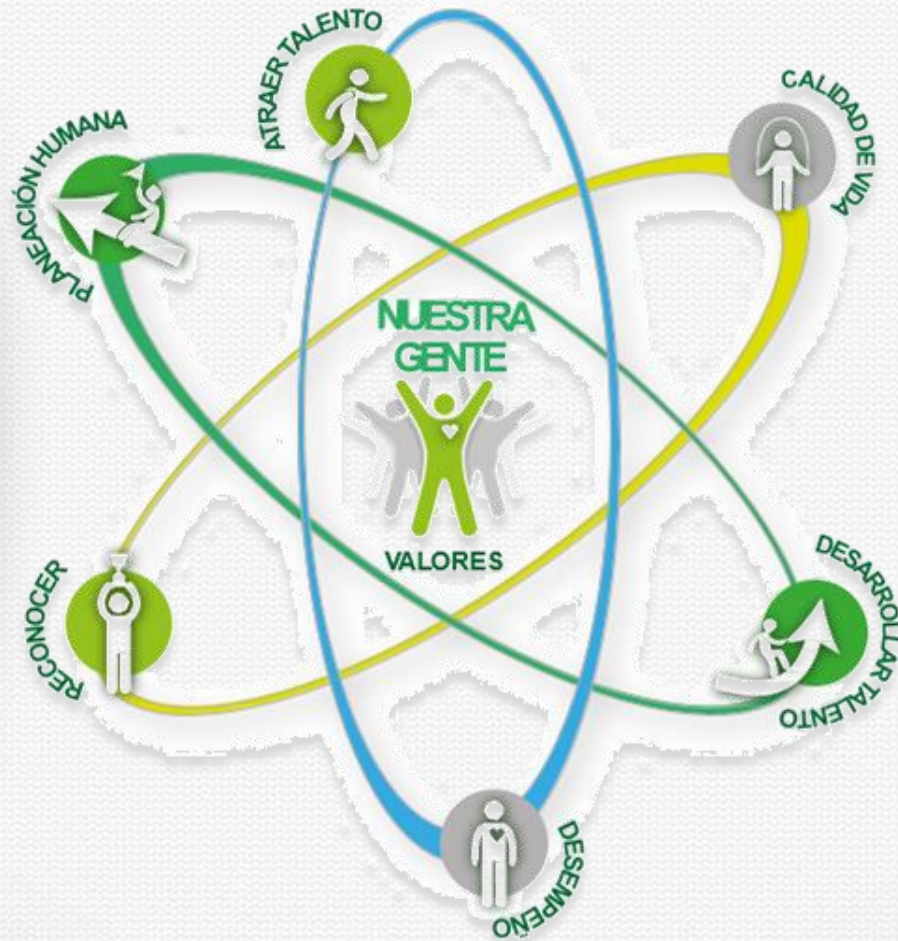 ATRAER TALENTO
CALIDAD DE VIDA
PLANEACIÓN HUMANA
NUESTRA
GENTE
VALORES
RECONOCER
DESARROLLAR TALENTO
DESEMPEÑO